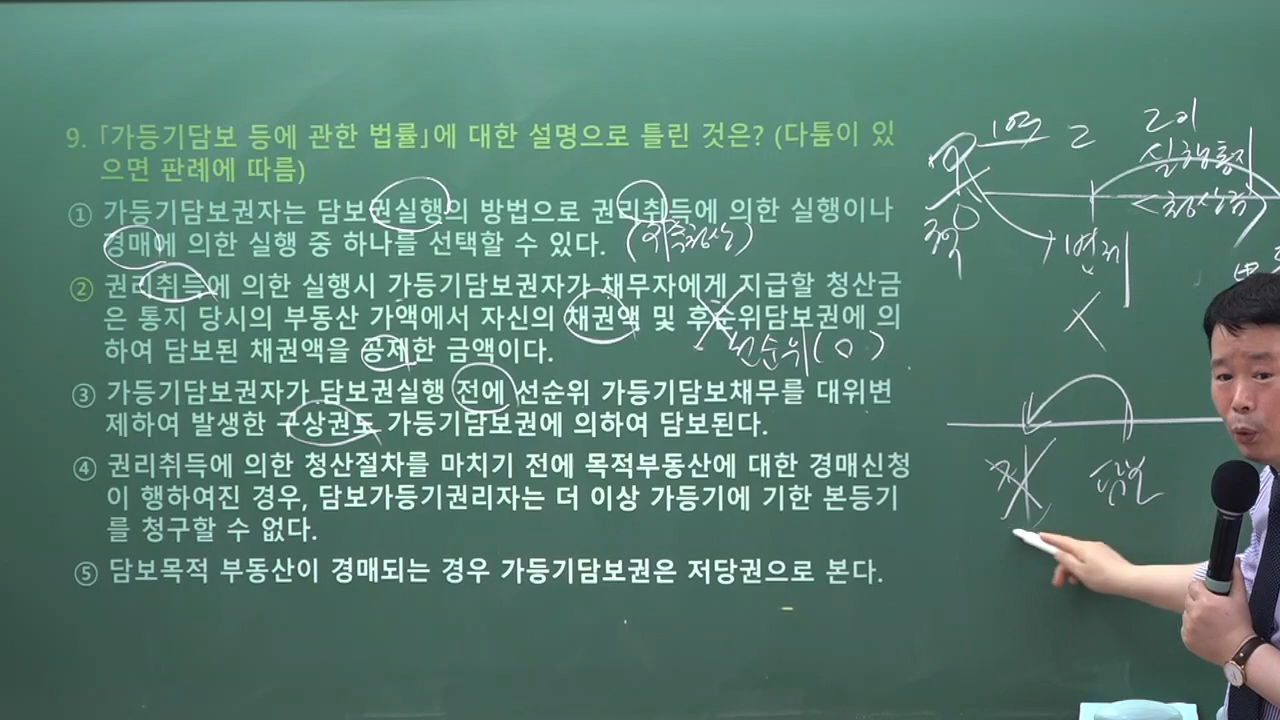 9. 「가등기담보 등에 관한 법률」에 대한 설명으로 틀린 것은? (다툼이 있
으면 판례에 따름)
① 가등기담보권자는 담보권실행의 방법으로 권리취득에 의한 실행이나
경매에 의한 실행 중 하나를 선택할 수 있다. (귀속청산)
② 권리취득에 의한 실행시 가등기담보권자가 채무자에게 지급할 청산금
은 통지 당시의 부동산 가액에서 자신의 채권액 및 후순위담보권에 의
하여 담보된 채권액을 공제한 금액이다.
선순위(O)
③ 가등기담보권자가 담보권실행 전에 선순위 가등기담보채무를 대위변
제하여 발생한 구상권도 가등기담보권에 의하여 담보된다.
④ 권리취득에 의한 청산절차를 마치기 전에 목적부동산에 대한 경매신청
이 행하여진 경우, 담보가등기권리자는 더 이상 가등기에 기한 본등기
를 청구할 수 없다.
⑤ 담보목적 부동산이 경매되는 경우 가등기담보권은 저당권으로 본다.
1억 2
2이
실행통지
<청산금>
변제
X